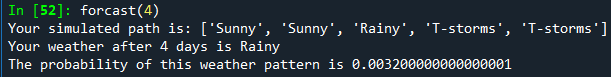 In [52]: forcast(4)
Your simulated path is: ['Sunny', 'Sunny', 'Rainy', 'T-storms', 'T-storms']
Your weather after 4 days is Rainy
The probability of this weather pattern is 0.003200000000000001